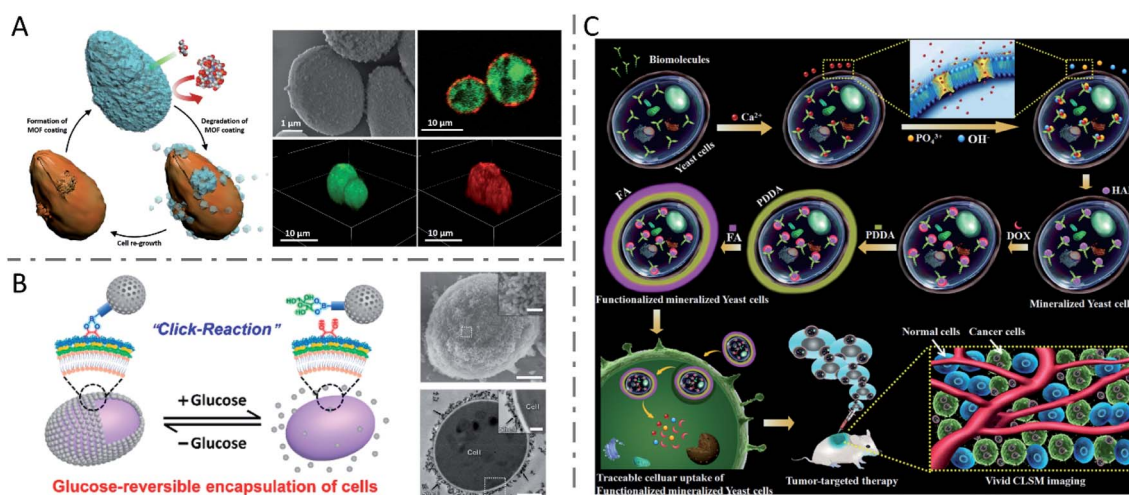 A
Formation of
MOF coating
Degradation of
MOF coating
Cell re-growth
1 μm
10 μm
10 μm
10 μm
B
"Click-Reaction"
+ Glucose
− Glucose
Glucose-reversible encapsulation of cells
Cell
Cell
C
Biomolecules
Yeast cells
Ca²⁺
PO₄³⁺
OH⁻
HA
Mineralized Yeast cel
DOX
PDDA
PDDA
FA
FA
Functionalized mineralized Yeast cells
Traceable celluar uptake of
Functionalized mineralized Yeast cells
Tumor-targeted therapy
Normal cells
Cancer cells
Vivid CLSM imaging